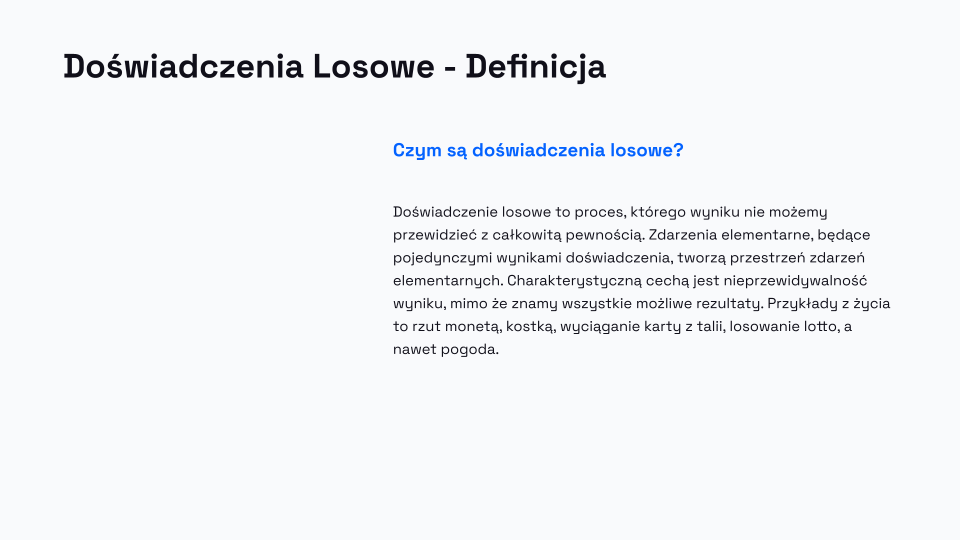 Doświadczenia Losowe - Definicja
Czym są doświadczenia losowe?
Doświadczenie losowe to proces, którego wyniku nie możemy
przewidzieć z całkowitą pewnością. Zdarzenia elementarne, będące
pojedynczymi wynikami doświadczenia, tworzą przestrzeń zdarzeń
elementarnych. Charakterystyczną cechą jest nieprzewidywalność
wyniku, mimo że znamy wszystkie możliwe rezultaty. Przykłady z życia
to rzut monetą, kostką, wyciąganie karty z talii, losowanie lotto, a
nawet pogoda.